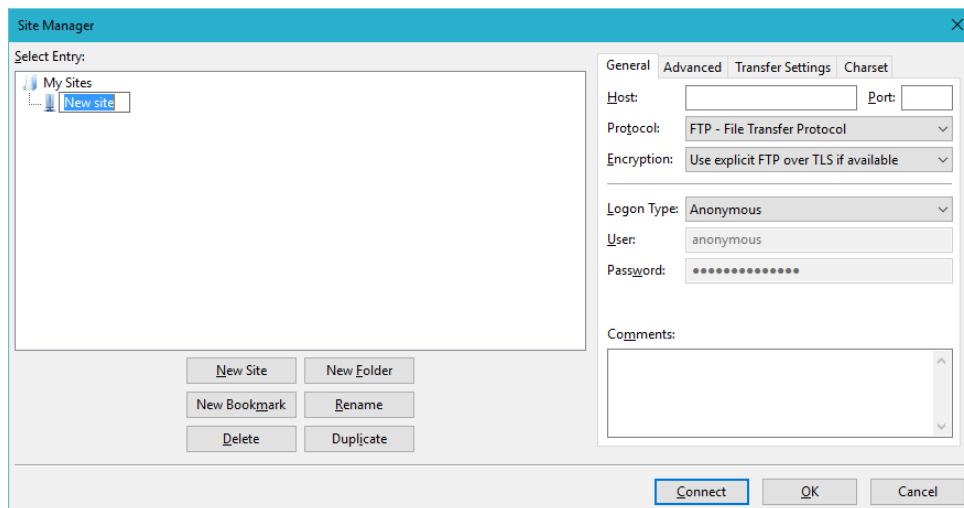 Site Manager
Select Entry:
My Sites
New site
New Site
New Folder
New Bookmark
Rename
Delete
Duplicate
General
Advanced
Transfer Settings
Charset
Host:
Port:
Protocol:
FTP - File Transfer Protocol
Encryption:
Use explicit FTP over TLS if available
Logon Type:
Anonymous
User:
anonymous
Password:
●●●●●●●●●●●●●●
Comments:
Connect
OK
Cancel